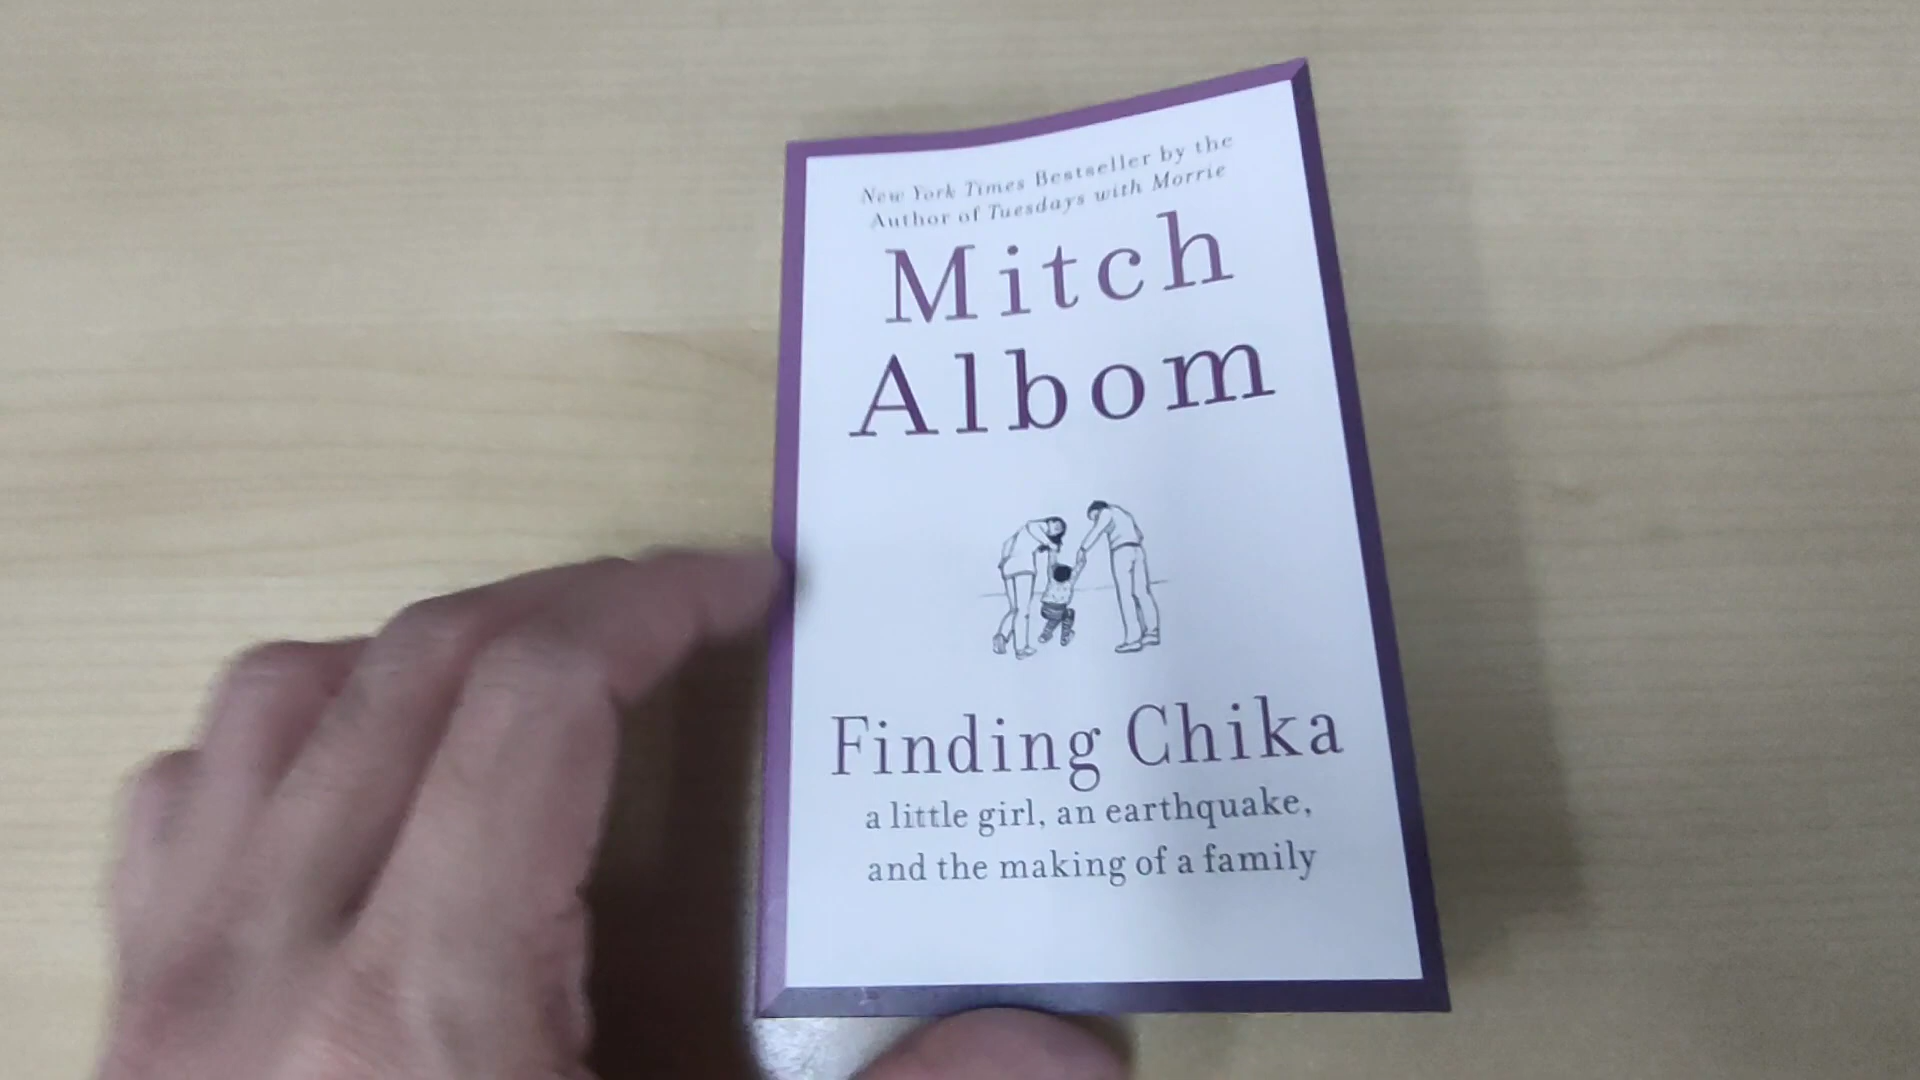 New York Times Bestseller by the
Author of Tuesdays with Morrie
Mitch
Albom
Finding Chika
a little girl, an earthquake,
and the making of a family